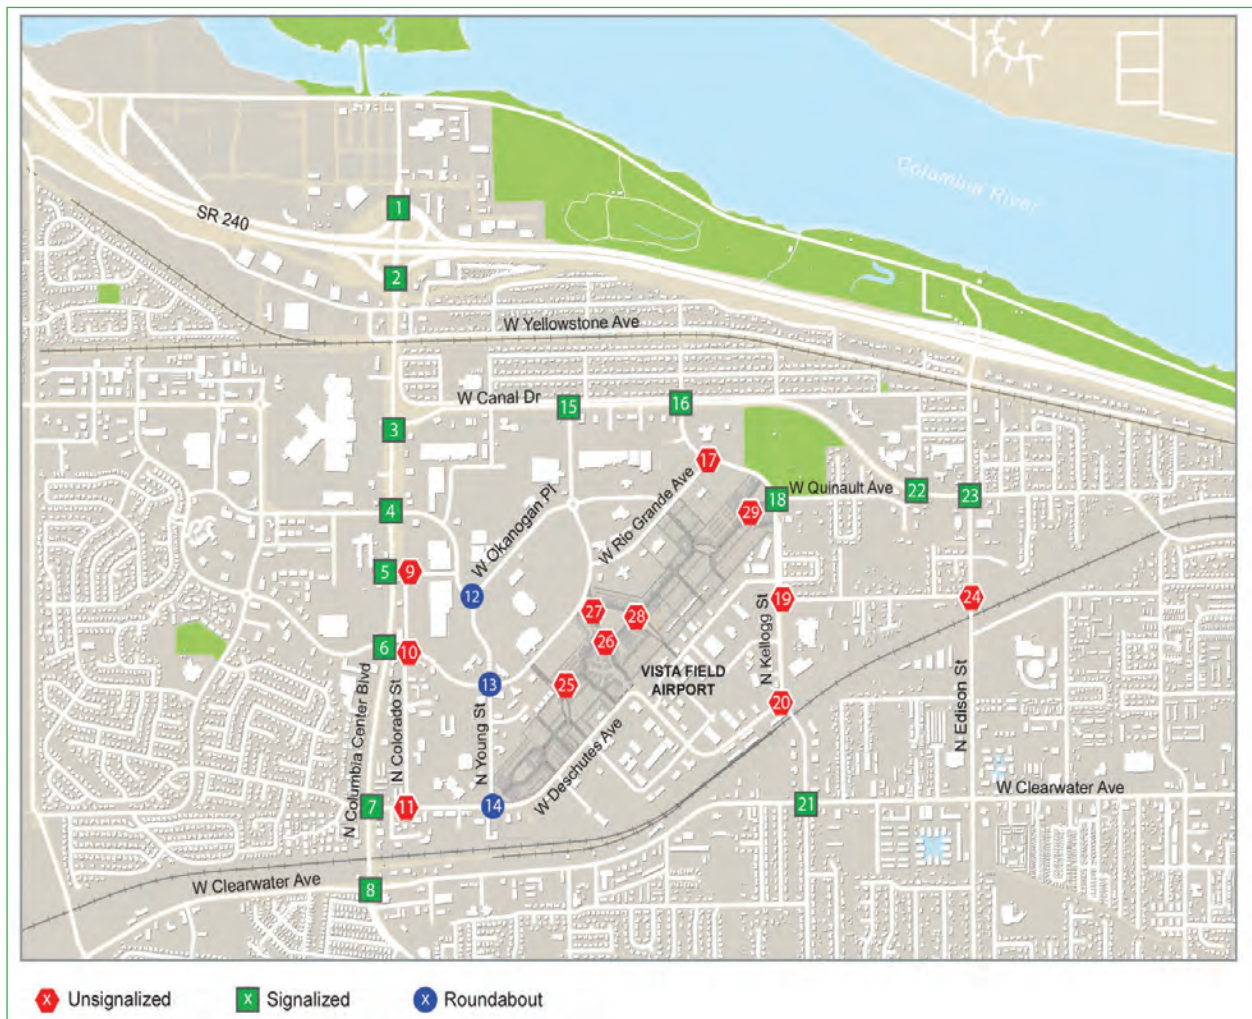 Columbia River
1
SR 240
2
W Yellowstone Ave
W Canal Dr
15
16
3
17
W Quinault Ave
22
23
18
29
4
W Okanogan Pl
W Rio Grande Ave
5
9
12
N Kellogg St
19
24
27
28
26
6
10
VISTA FIELD
AIRPORT
13
25
20
N Columbia Center Blvd
N Colorado St
N Young St
W Deschutes Ave
N Edison St
7
11
14
21
W Clearwater Ave
W Clearwater Ave
8
X Unsignalized
X Signalized
X Roundabout